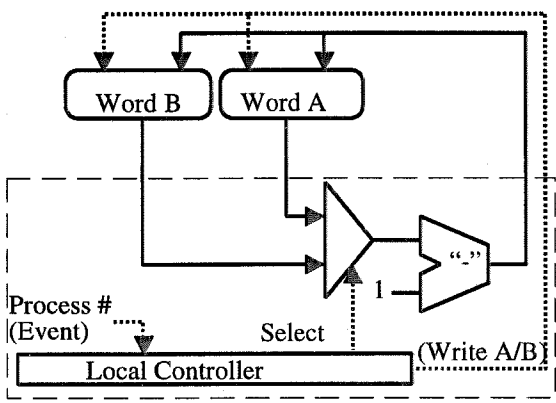 Word B
Word A
"-"
1
Process #
(Event)
Select
(Write A/B)
Local Controller